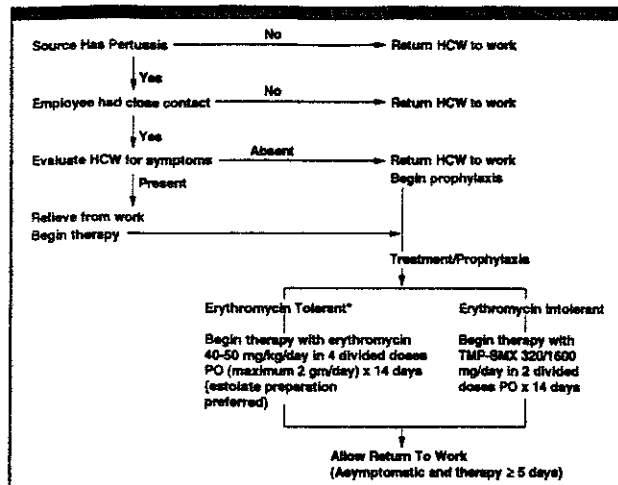 Source Has Pertussis
No
Return HCW to work
Yes
Employee had close contact
No
Return HCW to work
Yes
Evaluate HCW for symptoms
Absent
Return HCW to work
Begin prophylaxis
Present
Relieve from work
Begin therapy
Treatment/Prophylaxis
Erythromycin Tolerant*
Begin therapy with erythromycin
40-50 mg/kg/day in 4 divided doses
PO (maximum 2 gm/day) x 14 days
(estolate preparation
preferred)
Erythromycin Intolerant
Begin therapy with
TMP-SMX 320/1600
mg/day in 2 divided
doses PO x 14 days
Allow Return To Work
(Asymptomatic and therapy ≥ 5 days)